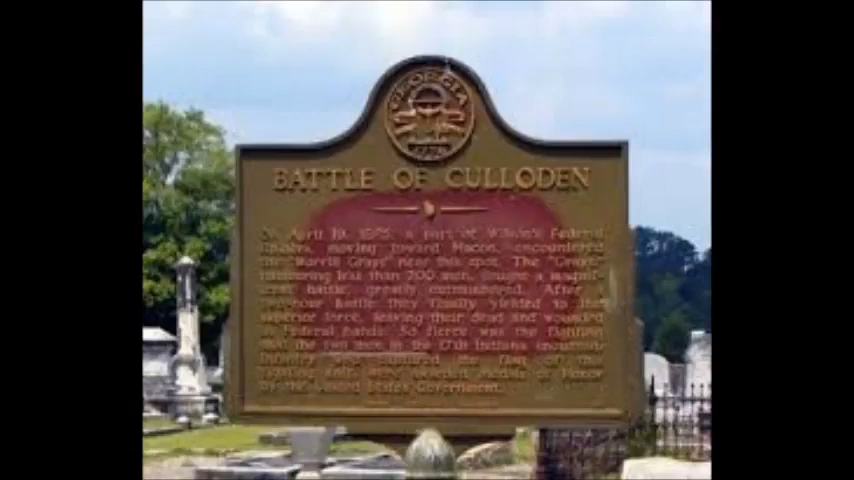 GEORGIA
1776
BATTLE OF CULLODEN
On April 19, 1865, a part of Wilson's Federal
Raiders, moving toward Macon, encountered
the "Worrill Grays" near this spot. The "Grays"
numbering less than 200 men, fought a magnif-
icent battle, greatly outnumbered. After a
vigorous battle they finally yielded to the
superior force, leaving their dead and wounded
in Federal hands. So fierce was the fighting
that the two men in the 17th Indiana mounted
Infantry who captured the flag of the
fighting unit were awarded medals of Honor
by the United States Government.